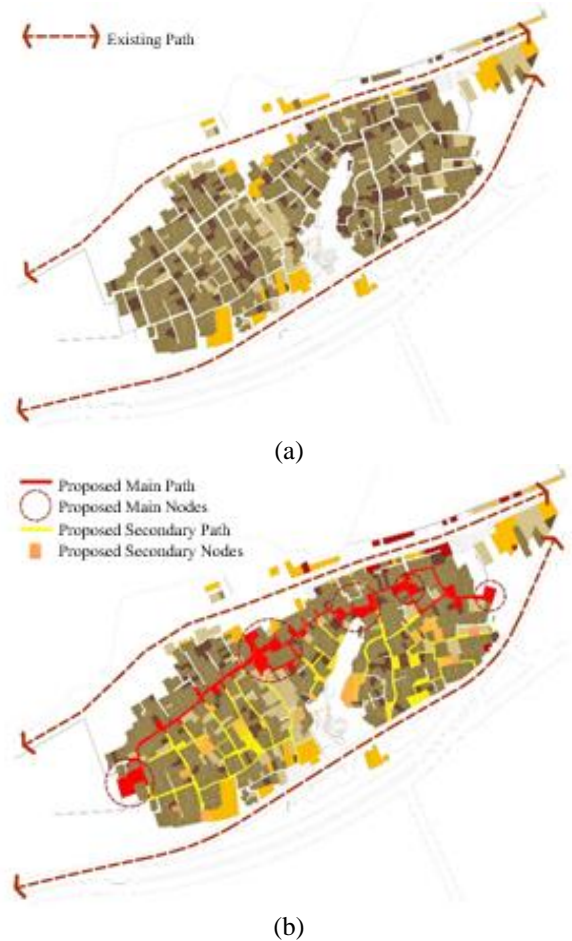 Existing Path
(a)
Proposed Main Path
Proposed Main Nodes
Proposed Secondary Path
Proposed Secondary Nodes
(b)